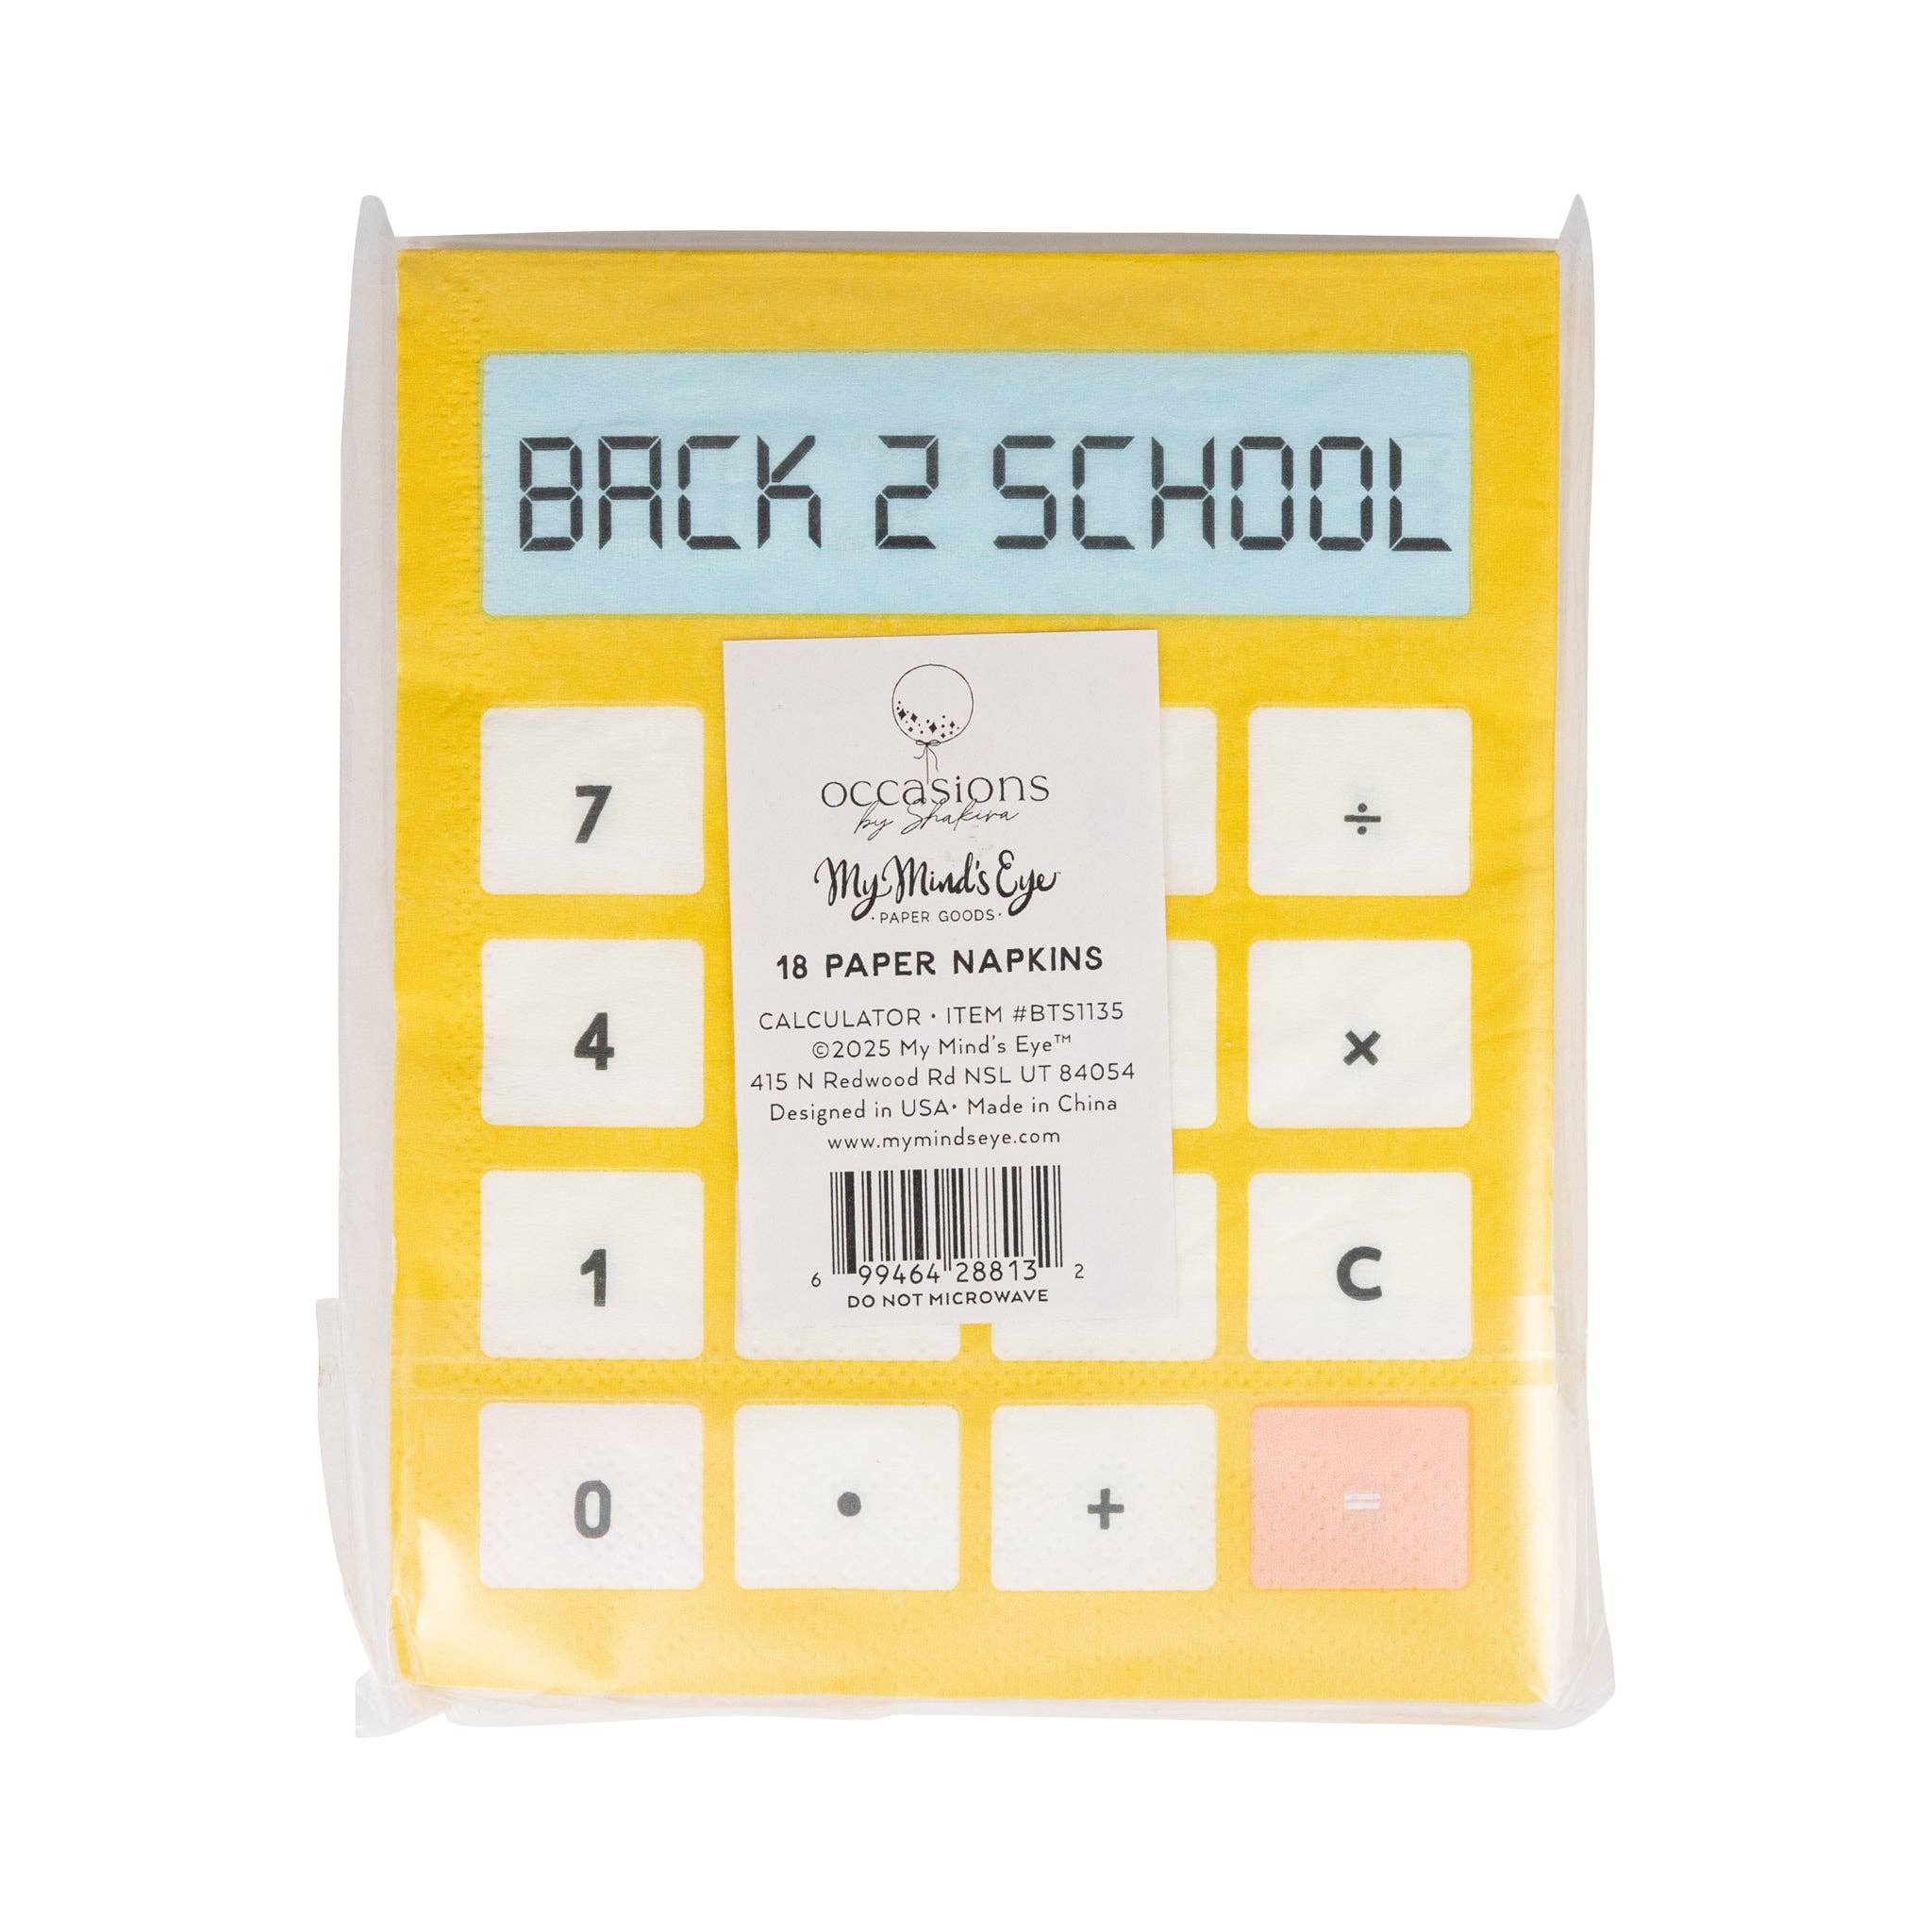 BACK 2 SCHOOL
occasions
by Shakira
My Mind's Eye
• PAPER GOODS •
18 PAPER NAPKINS
CALCULATOR • ITEM #BTS1135
©2025 My Mind's Eye™
415 N Redwood Rd NSL UT 84054
Designed in USA• Made in China
www.mymindseye.com
6 99464 28813 2
DO NOT MICROWAVE
7 ÷
4 ×
1 C
0 • + =